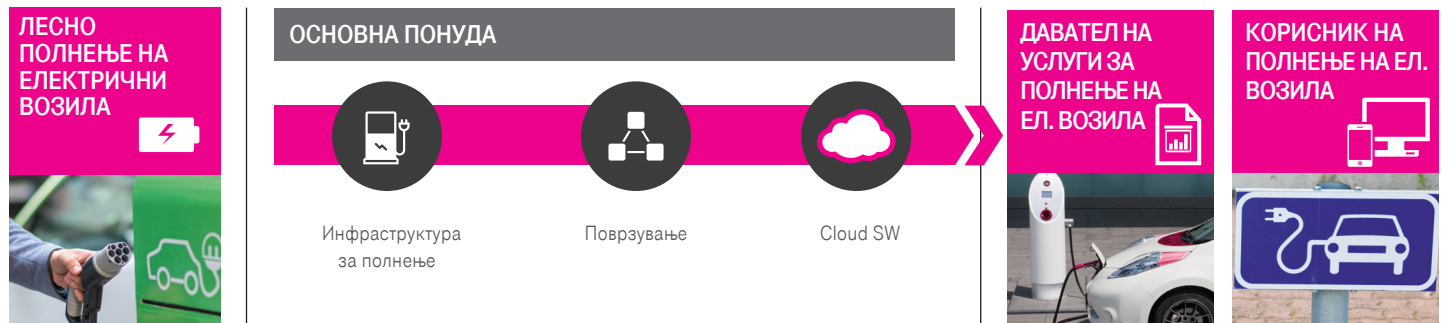 ЛЕСНО
ПОЛНЕЊЕ НА
ЕЛЕКТРИЧНИ
ВОЗИЛА
ОСНОВНА ПОНУДА
Инфраструктура
за полнење
Поврзување
Cloud SW
ДАВАТЕЛ НА
УСЛУГИ ЗА
ПОЛНЕЊЕ НА
ЕЛ. ВОЗИЛА
КОРИСНИК НА
ПОЛНЕЊЕ НА ЕЛ.
ВОЗИЛА